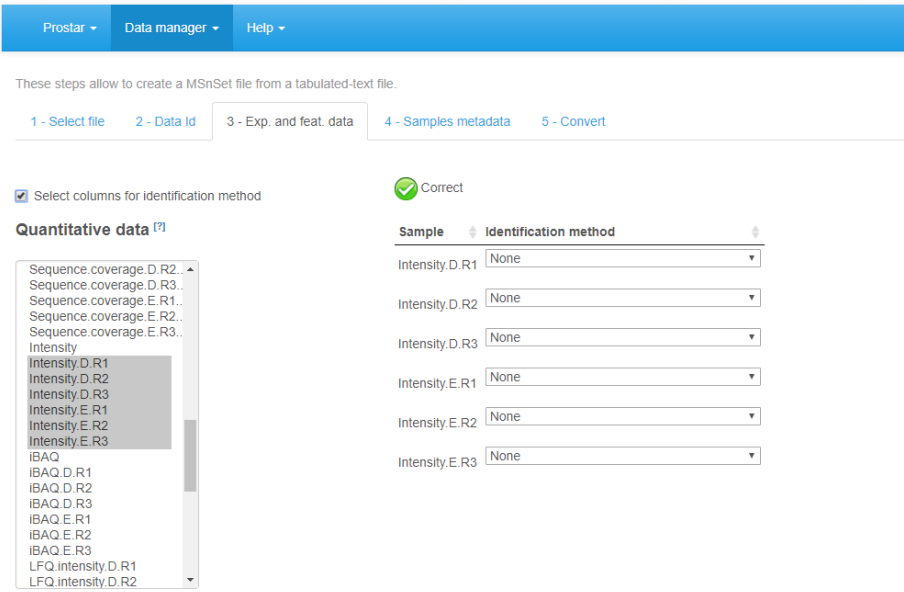 Prostar Data manager Help
These steps allow to create a MSnSet file from a tabulated-text file.
1 - Select file 2 - Data Id 3 - Exp. and feat. data 4 - Samples metadata 5 - Convert
Select columns for identification method
Quantitative data [?]
Sequence.coverage.D.R2..
Sequence.coverage.D.R3..
Sequence.coverage.E.R1..
Sequence.coverage.E.R2..
Sequence.coverage.E.R3..
Intensity
Intensity.D.R1
Intensity.D.R2
Intensity.D.R3
Intensity.E.R1
Intensity.E.R2
Intensity.E.R3
iBAQ
iBAQ.D.R1
iBAQ.D.R2
iBAQ.D.R3
iBAQ.E.R1
iBAQ.E.R2
iBAQ.E.R3
LFQ.intensity.D.R1
LFQ.intensity.D.R2
Correct
Sample Identification method
Intensity.D.R1 None
Intensity.D.R2 None
Intensity.D.R3 None
Intensity.E.R1 None
Intensity.E.R2 None
Intensity.E.R3 None